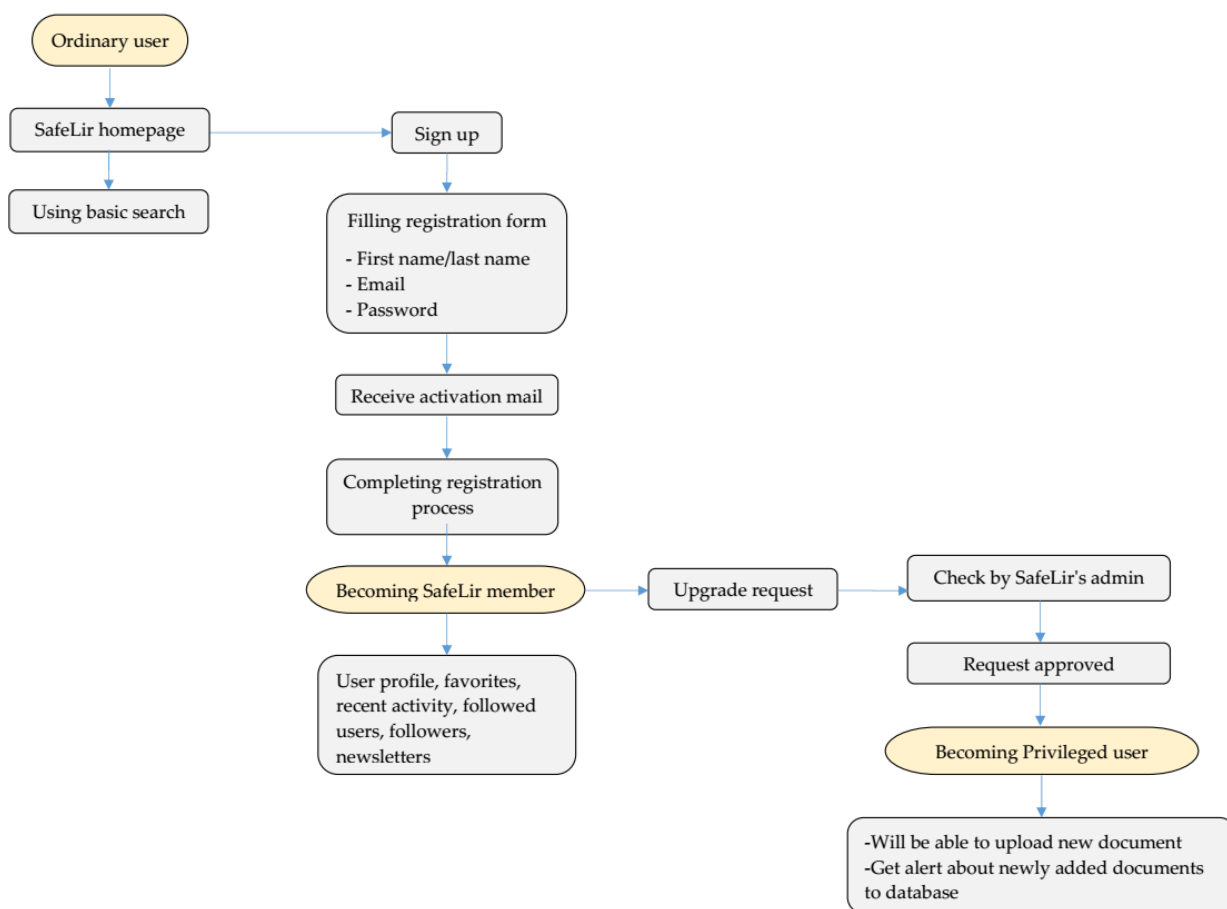 Ordinary user
SafeLir homepage
Sign up
Using basic search
Filling registration form
- First name/last name
- Email
- Password
Receive activation mail
Completing registration
process
Becoming SafeLir member
Upgrade request
Check by SafeLir's admin
Request approved
User profile, favorites,
recent activity, followed
users, followers,
newsletters
Becoming Privileged user
-Will be able to upload new document
-Get alert about newly added documents
to database